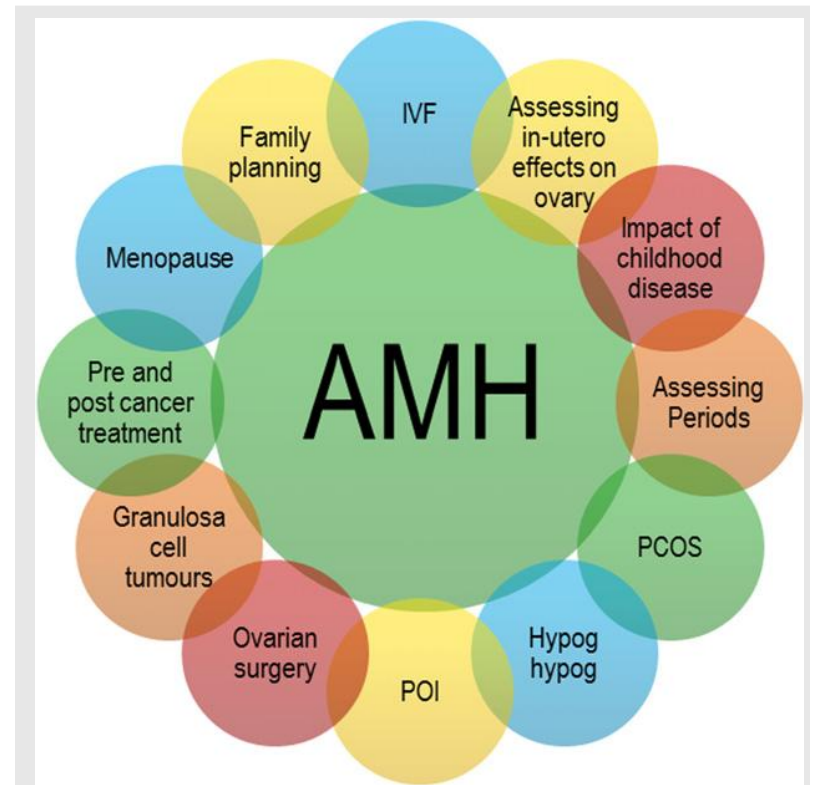 IVF
Assessing
in-utero
effects on
ovary
Impact of
childhood
disease
Assessing
Periods
PCOS
Hypog
hypog
POI
Ovarian
surgery
Granulosa
cell
tumours
Pre and
post cancer
treatment
Menopause
Family
planning
AMH